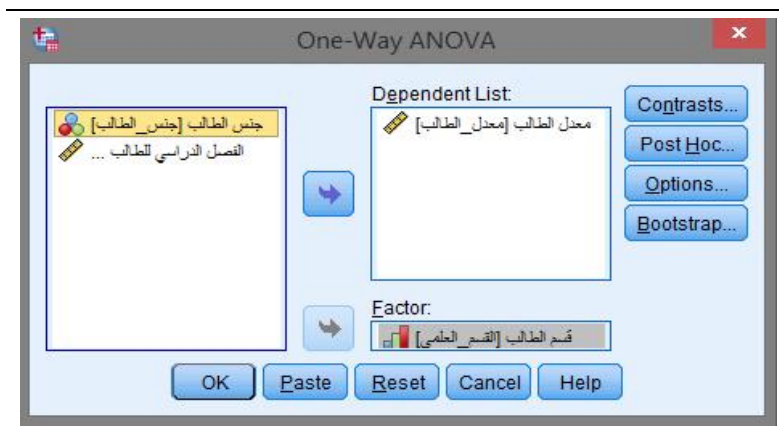 One-Way ANOVA
x
جنس الطالب [جنس_الطالب]
الفصل الدراسي للطالب ...
Dependent List:
معدل الطالب [معدل_الطالب]
Factor:
قسم الطالب [القسم_العلمي]
Contrasts...
Post Hoc...
Options...
Bootstrap...
OK
Paste
Reset
Cancel
Help